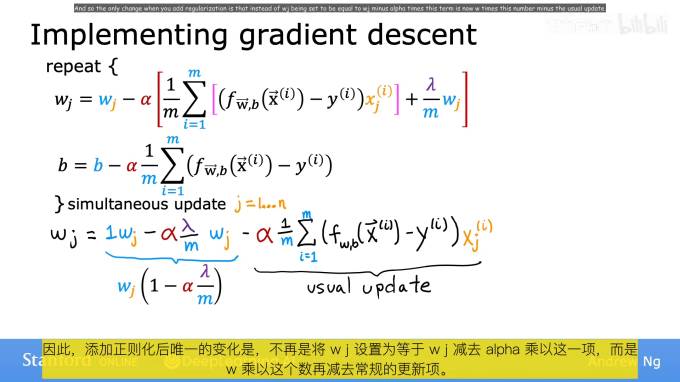 And so the only change when you add regularization is that instead of wj being set to be equal to wj minus alpha times this term is now w times this number minus the usual update.
bilibili
Implementing gradient descent
repeat {
w_j = w_j − α [ 1/m ∑_{i=1}^{m} [ (f_{w⃗,b}(x⃗^{(i)}) − y^{(i)}) x_j^{(i)} ] + λ/m w_j ]
b = b − α 1/m ∑_{i=1}^{m} (f_{w⃗,b}(x⃗^{(i)}) − y^{(i)})
} simultaneous update j=1...n
w_j = 1w_j − α λ/m w_j − α 1/m ∑_{i=1}^{m} (f_{w,b}(x⃗^{(i)}) − y^{(i)}) x_j^{(i)}
w_j (1 − α λ/m) usual update
因此，添加正则化后唯一的变化是，不再是将 w j 设置为等于 w j 减去 alpha 乘以这一项，而是
w 乘以这个数再减去常规的更新项。
Stanford ONLINE Andrew Ng